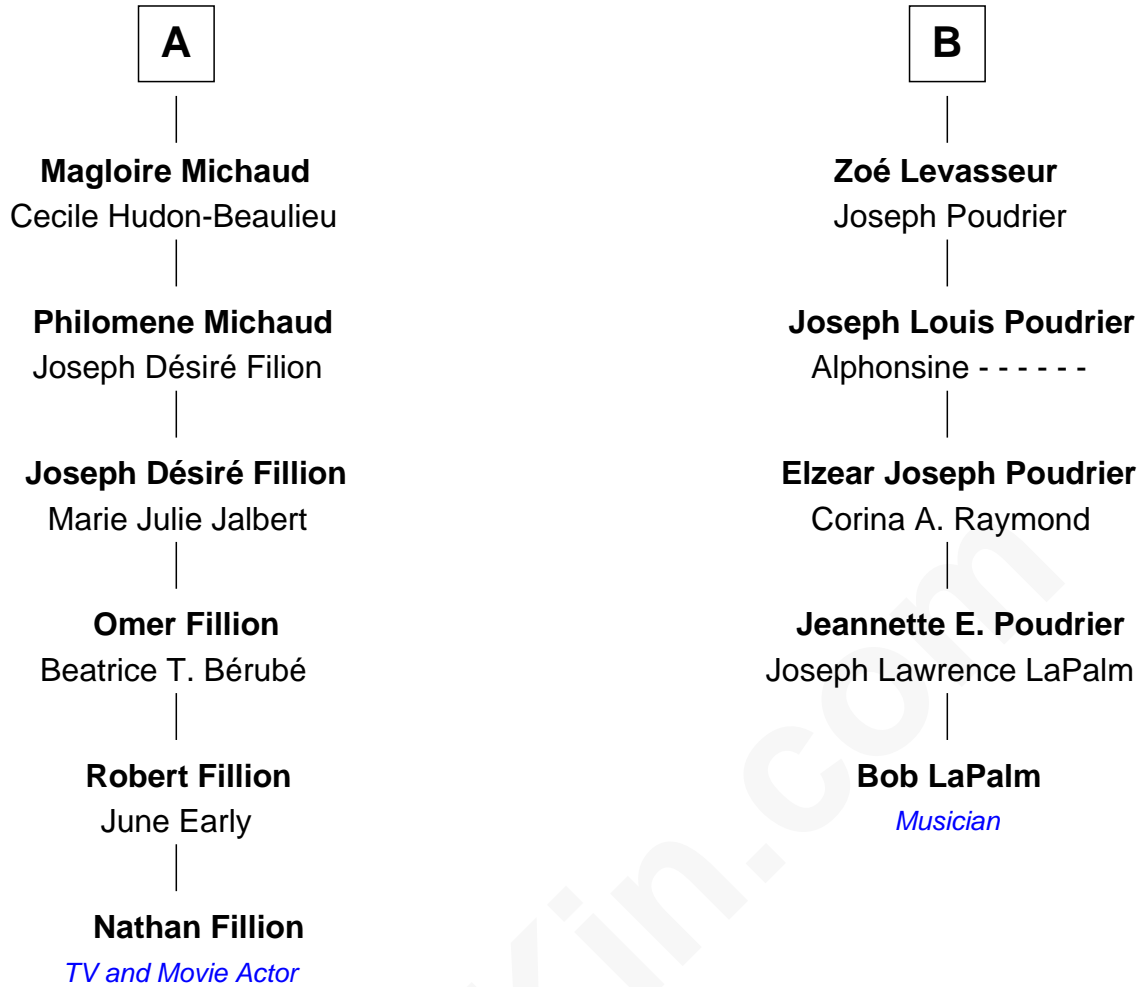 A
Magloire Michaud
Cecile Hudon-Beaulieu
Philomene Michaud
Joseph Désiré Filion
Joseph Désiré Fillion
Marie Julie Jalbert
Omer Fillion
Beatrice T. Bérubé
Robert Fillion
June Early
Nathan Fillion
TV and Movie Actor
B
Zoé Levasseur
Joseph Poudrier
Joseph Louis Poudrier
Alphonsine - - - - - -
Elzear Joseph Poudrier
Corina A. Raymond
Jeannette E. Poudrier
Joseph Lawrence LaPalm
Bob LaPalm
Musician
Kin.com